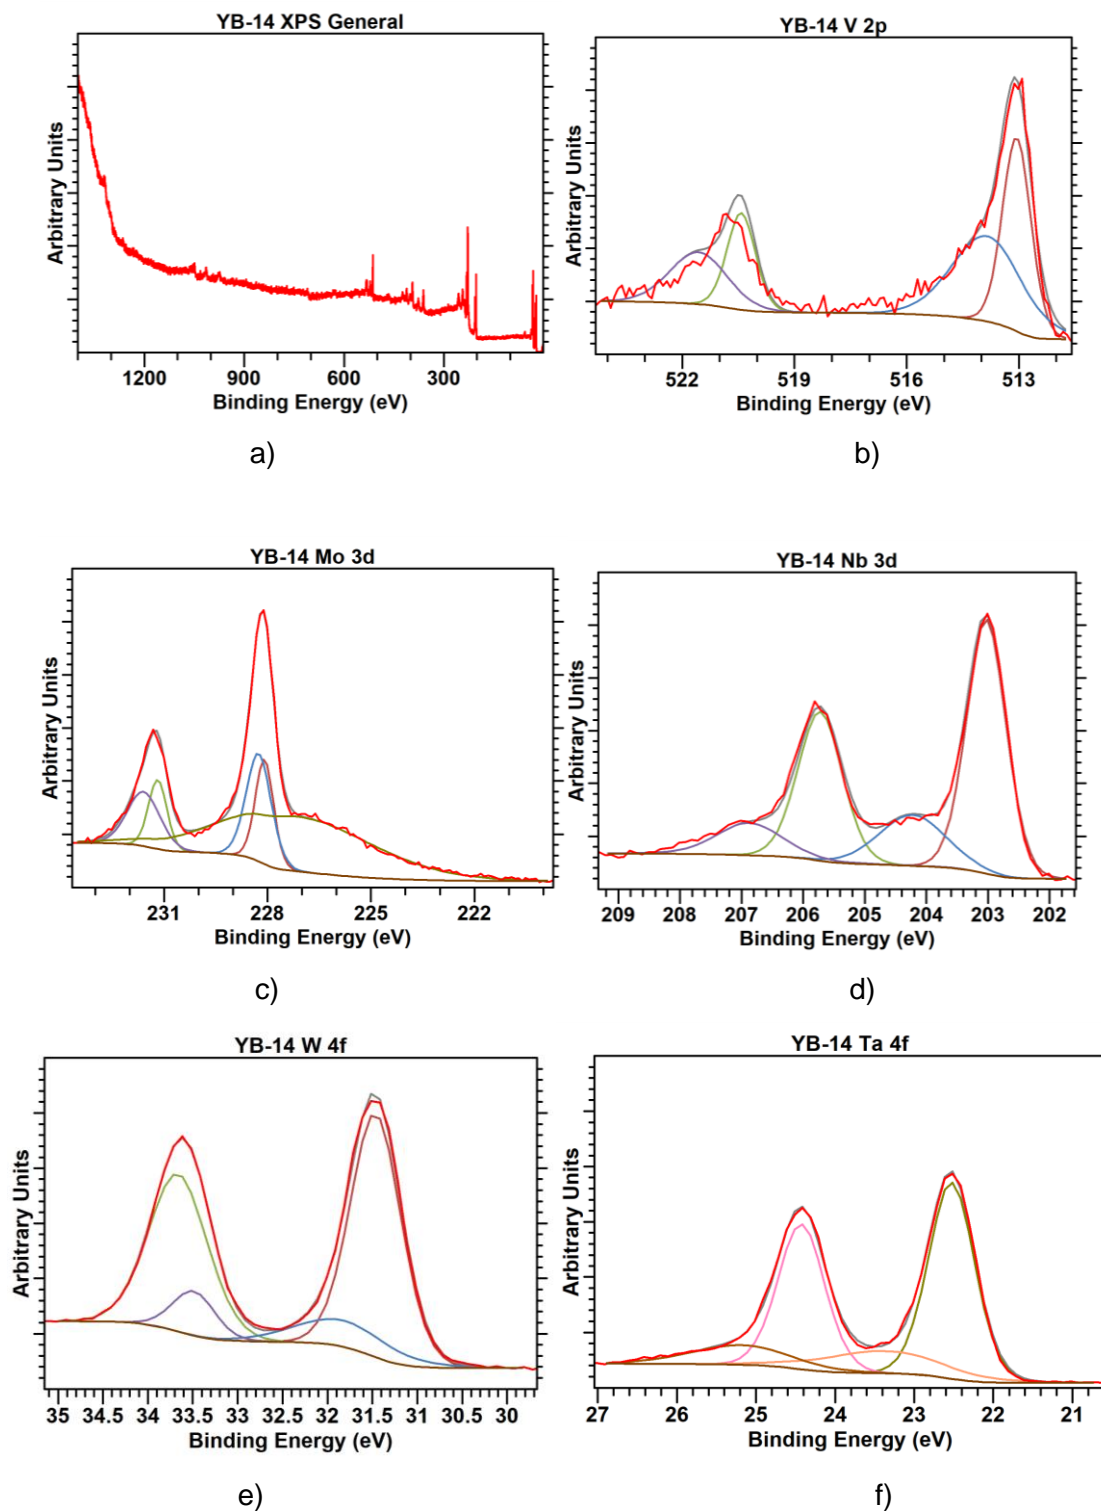 YB-14 XPS General
Arbitrary Units
1200 900 600 300
Binding Energy (eV)
a)
YB-14 V 2p
Arbitrary Units
522 519 516 513
Binding Energy (eV)
b)
YB-14 Mo 3d
Arbitrary Units
231 228 225 222
Binding Energy (eV)
c)
YB-14 Nb 3d
Arbitrary Units
209 208 207 206 205 204 203 202
Binding Energy (eV)
d)
YB-14 W 4f
Arbitrary Units
35 34.5 34 33.5 33 32.5 32 31.5 31 30.5 30
Binding Energy (eV)
e)
YB-14 Ta 4f
Arbitrary Units
27 26 25 24 23 22 21
Binding Energy (eV)
f)